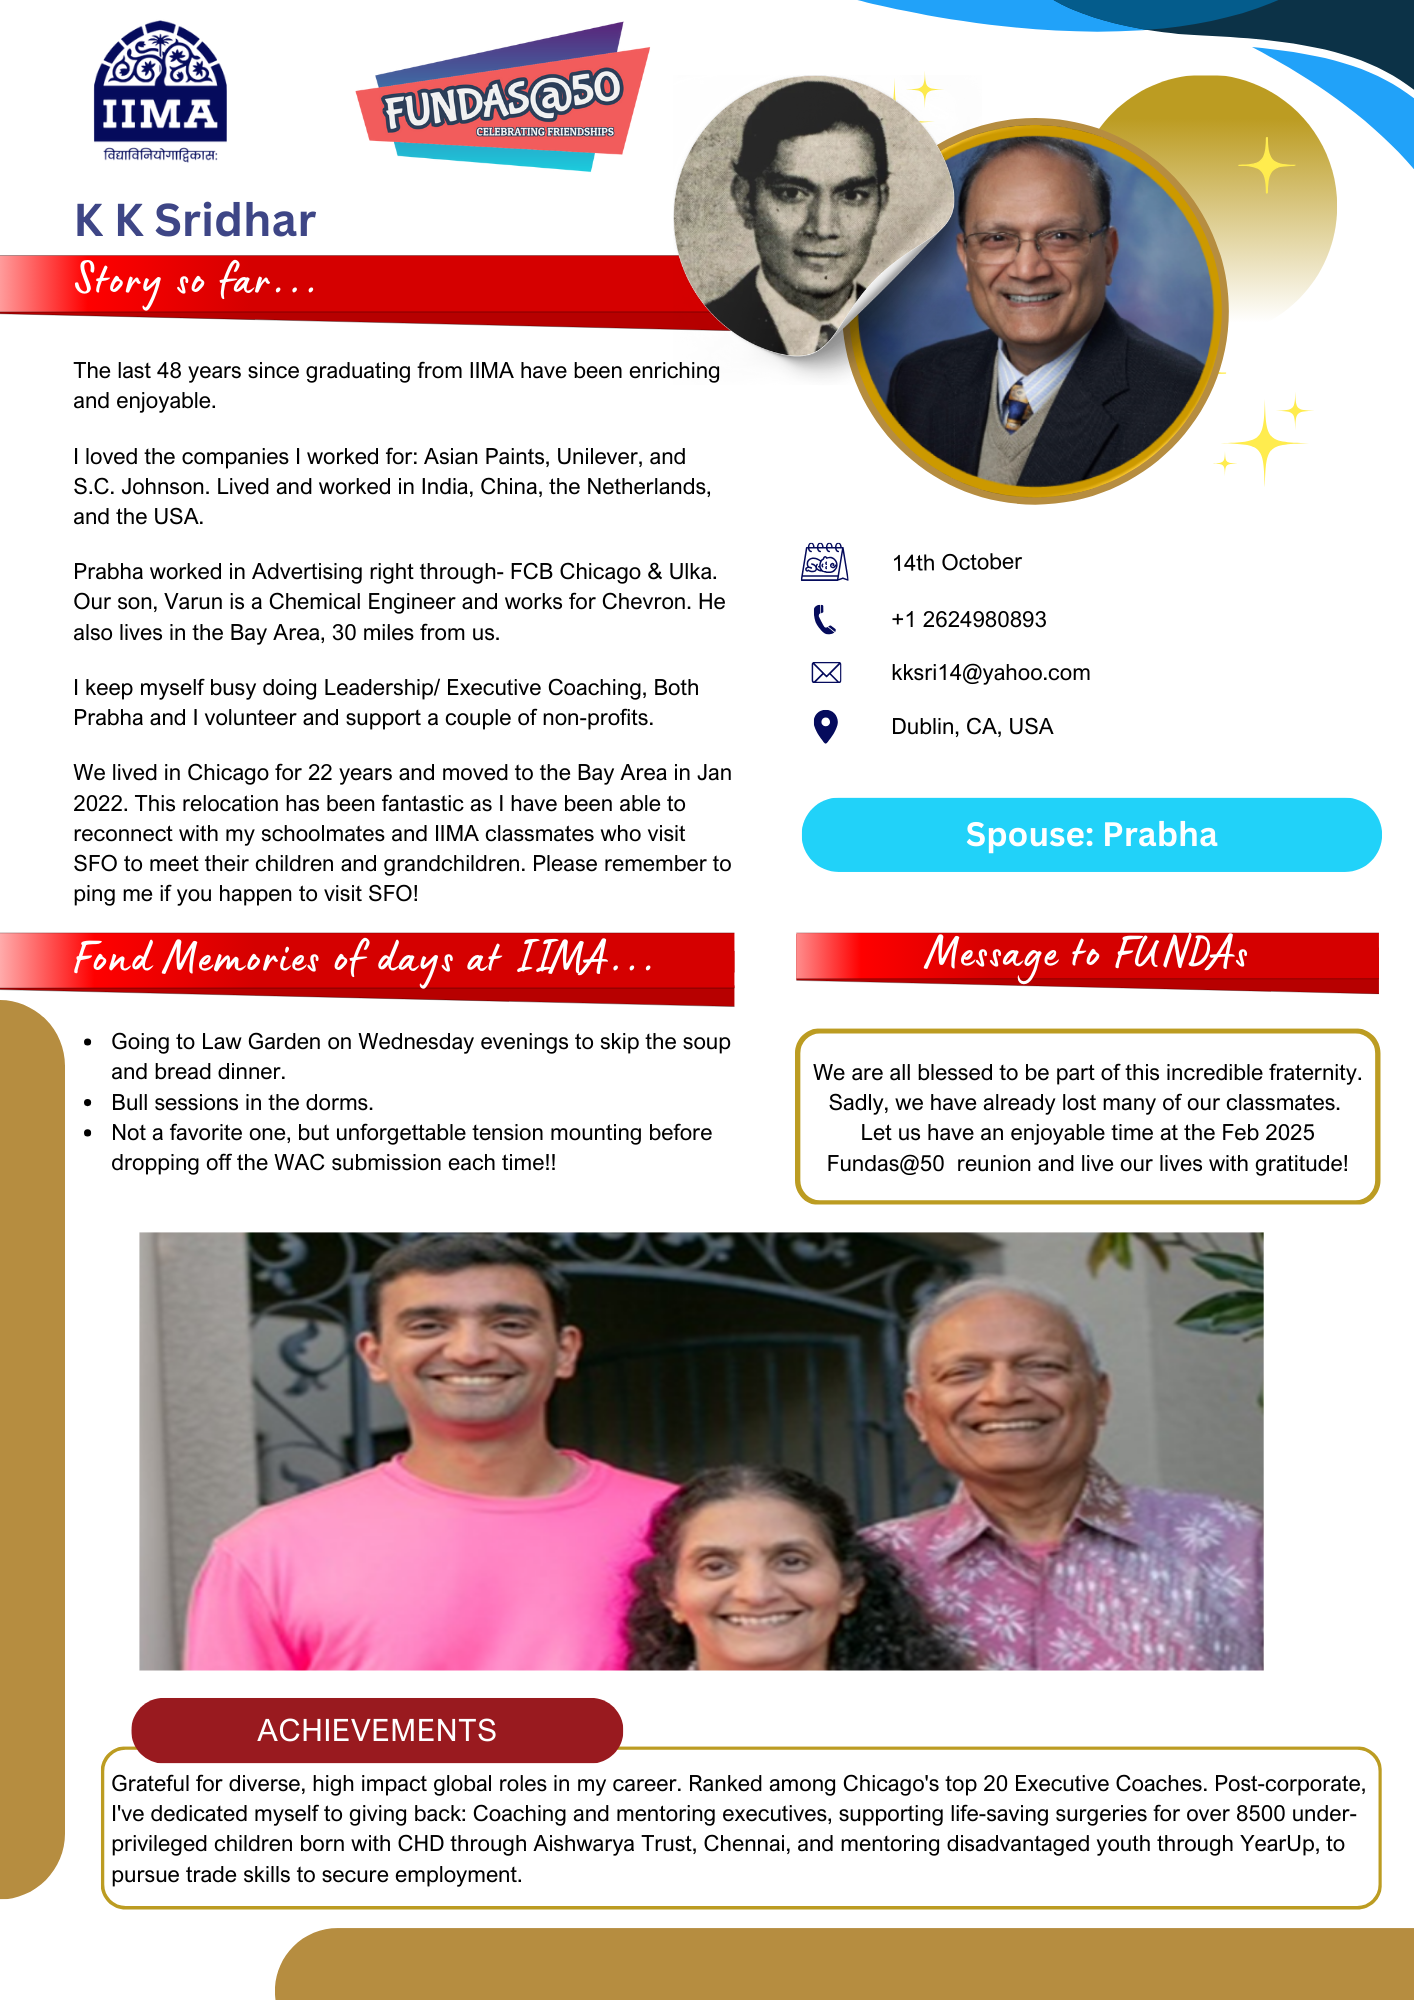 IIMA
विद्याविनियोगाद्विकास:
FUNDAS@50
CELEBRATING FRIENDSHIPS
K K Sridhar
Story so far...
The last 48 years since graduating from IIMA have been enriching
and enjoyable.
I loved the companies I worked for: Asian Paints, Unilever, and
S.C. Johnson. Lived and worked in India, China, the Netherlands,
and the USA.
Prabha worked in Advertising right through- FCB Chicago & Ulka.
Our son, Varun is a Chemical Engineer and works for Chevron. He
also lives in the Bay Area, 30 miles from us.
I keep myself busy doing Leadership/ Executive Coaching, Both
Prabha and I volunteer and support a couple of non-profits.
We lived in Chicago for 22 years and moved to the Bay Area in Jan
2022. This relocation has been fantastic as I have been able to
reconnect with my schoolmates and IIMA classmates who visit
SFO to meet their children and grandchildren. Please remember to
ping me if you happen to visit SFO!
14th October
+1 2624980893
kksri14@yahoo.com
Dublin, CA, USA
Spouse: Prabha
Fond Memories of days at IIMA...
• Going to Law Garden on Wednesday evenings to skip the soup
and bread dinner.
• Bull sessions in the dorms.
• Not a favorite one, but unforgettable tension mounting before
dropping off the WAC submission each time!!
Message to FUNDAs
We are all blessed to be part of this incredible fraternity.
Sadly, we have already lost many of our classmates.
Let us have an enjoyable time at the Feb 2025
Fundas@50 reunion and live our lives with gratitude!
ACHIEVEMENTS
Grateful for diverse, high impact global roles in my career. Ranked among Chicago's top 20 Executive Coaches. Post-corporate,
I've dedicated myself to giving back: Coaching and mentoring executives, supporting life-saving surgeries for over 8500 under-
privileged children born with CHD through Aishwarya Trust, Chennai, and mentoring disadvantaged youth through YearUp, to
pursue trade skills to secure employment.